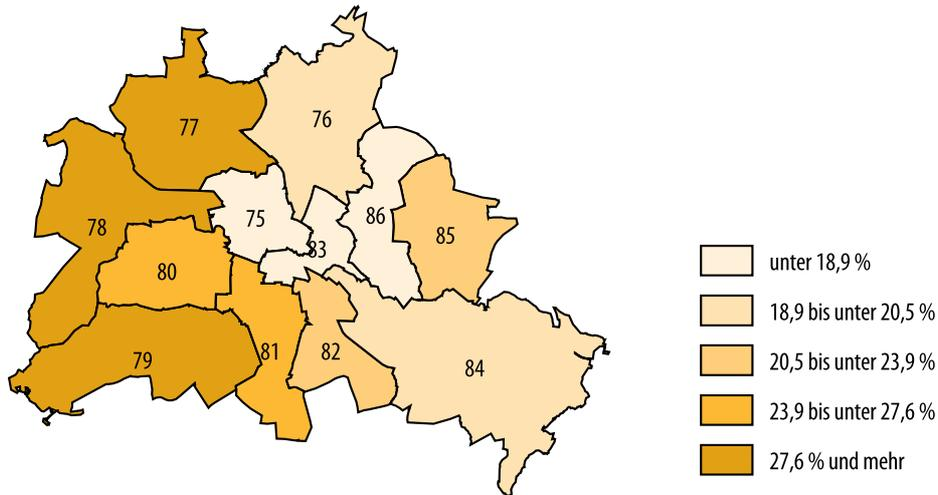 76
77
86
75
83
78
85
80
81
82
79
84
unter 18,9 %
18,9 bis unter 20,5 %
20,5 bis unter 23,9 %
23,9 bis unter 27,6 %
27,6 % und mehr